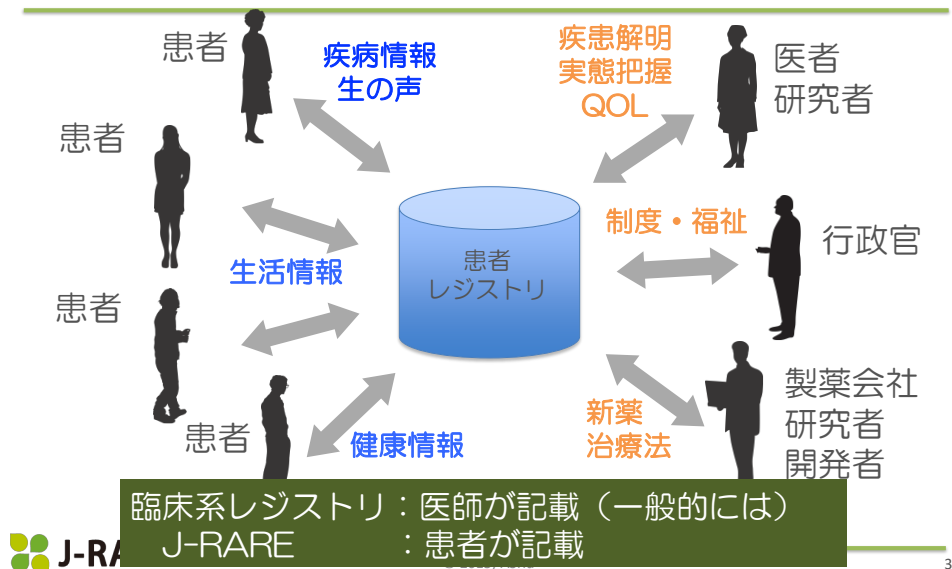 患者
疾病情報
生の声
疾患解明
実態把握
QOL
医者
研究者
患者
患者
レジストリ
制度・福祉
行政官
生活情報
患者
製薬会社
研究者
開発者
新薬
治療法
患者
健康情報
臨床系レジストリ：医師が記載（一般的には）
J-RARE ：患者が記載
J-RA
3